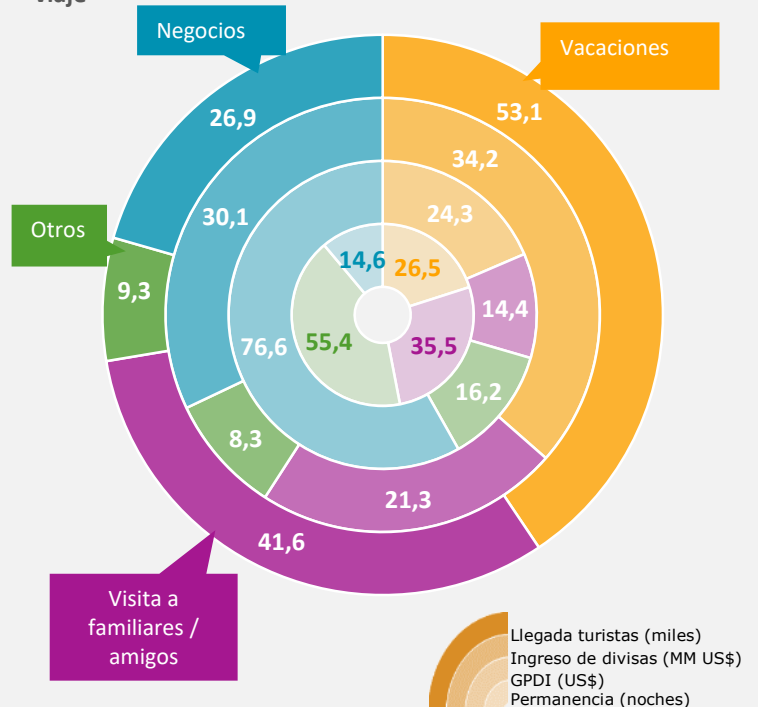 Viaje
Negocios
Vacaciones
53,1
26,9
34,2
24,3
30,1
Otros
14,6
26,5
9,3
14,4
55,4
35,5
76,6
16,2
8,3
21,3
41,6
Visita a
familiares /
amigos
Llegada turistas (miles)
Ingreso de divisas (MM US$)
GPDI (US$)
Permanencia (noches)